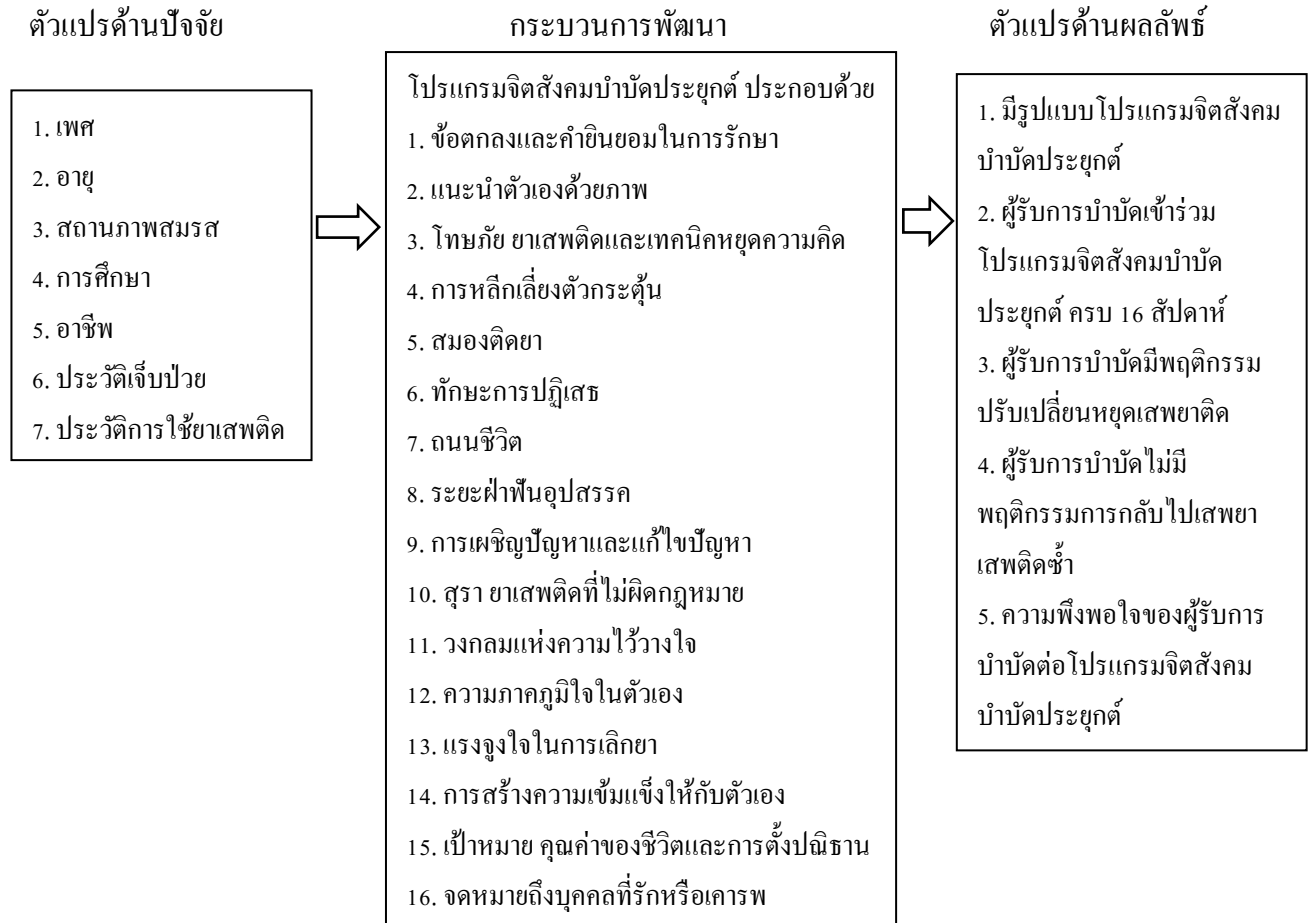 ตัวแปรด้านปัจจัย
1. เพศ
2. อายุ
3. สถานภาพสมรส
4. การศึกษา
5. อาชีพ
6. ประวัติเจ็บป่วย
7. ประวัติการใช้ยาเสพติด
กระบวนการพัฒนา
โปรแกรมจิตสังคมบำบัดประยุกต์ ประกอบด้วย
1. ข้อตกลงและคำยินยอมในการรักษา
2. แนะนำตัวเองด้วยภาพ
3. โทษภัย ยาเสพติดและเทคนิคหยุดความคิด
4. การหลีกเลี่ยงตัวกระตุ้น
5. สมองติดยา
6. ทักษะการปฏิเสธ
7. ถนนชีวิต
8. ระยะฝ่าฟันอุปสรรค
9. การเผชิญปัญหาและแก้ไขปัญหา
10. สุรา ยาเสพติดที่ไม่ผิดกฎหมาย
11. วงกลมแห่งความไว้วางใจ
12. ความภาคภูมิใจในตัวเอง
13. แรงจูงใจในการเลิกยา
14. การสร้างความเข้มแข็งให้กับตัวเอง
15. เป้าหมาย คุณค่าของชีวิตและการตั้งปณิธาน
16. จดหมายถึงบุคคลที่รักหรือเคารพ
ตัวแปรด้านผลลัพธ์
1. มีรูปแบบโปรแกรมจิตสังคม
บำบัดประยุกต์
2. ผู้รับการบำบัดเข้าร่วม
โปรแกรมจิตสังคมบำบัด
ประยุกต์ ครบ 16 สัปดาห์
3. ผู้รับการบำบัดมีพฤติกรรม
ปรับเปลี่ยนหยุดเสพยาติด
4. ผู้รับการบำบัดไม่มี
พฤติกรรมการกลับไปเสพยา
เสพติดซ้ำ
5. ความพึงพอใจของผู้รับการ
บำบัดต่อโปรแกรมจิตสังคม
บำบัดประยุกต์